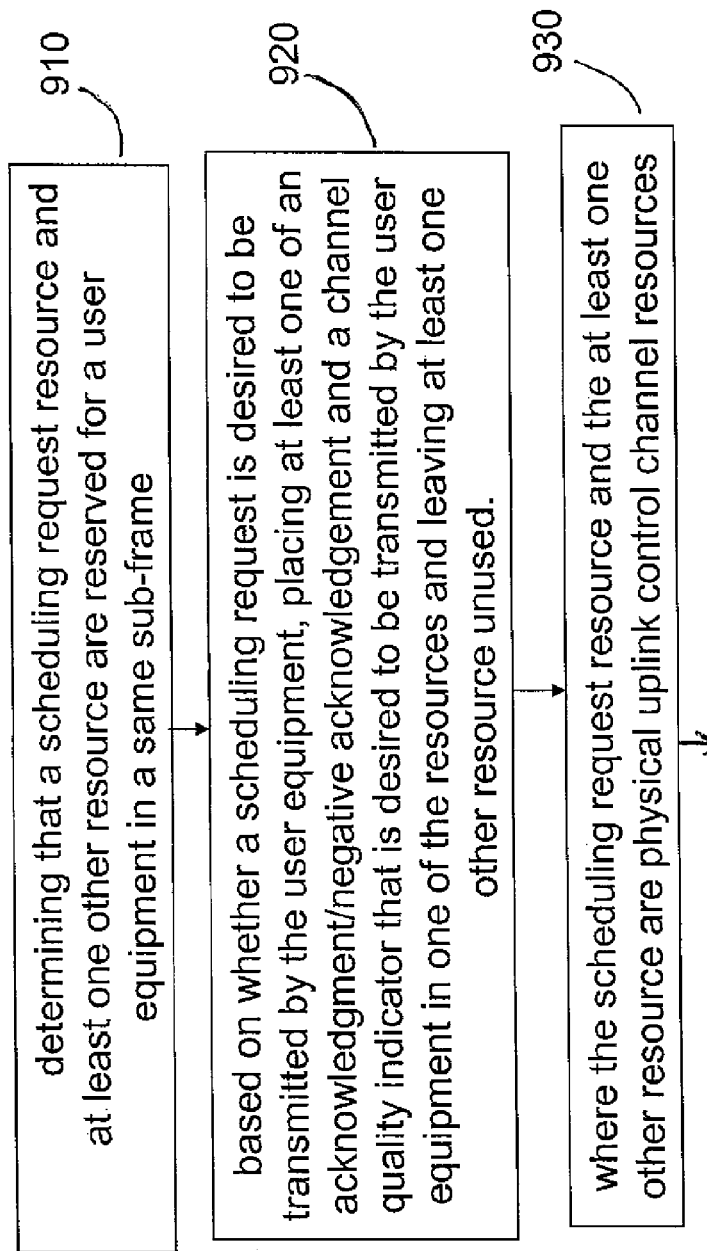 determining that a scheduling request resource and
at least one other resource are reserved for a user
equipment in a same sub-frame
910
based on whether a scheduling request is desired to be
transmitted by the user equipment, placing at least one of an
acknowledgment/negative acknowledgement and a channel
quality indicator that is desired to be transmitted by the user
equipment in one of the resources and leaving at least one
other resource unused.
920
where the scheduling request resource and the at least one
other resource are physical uplink control channel resources
930